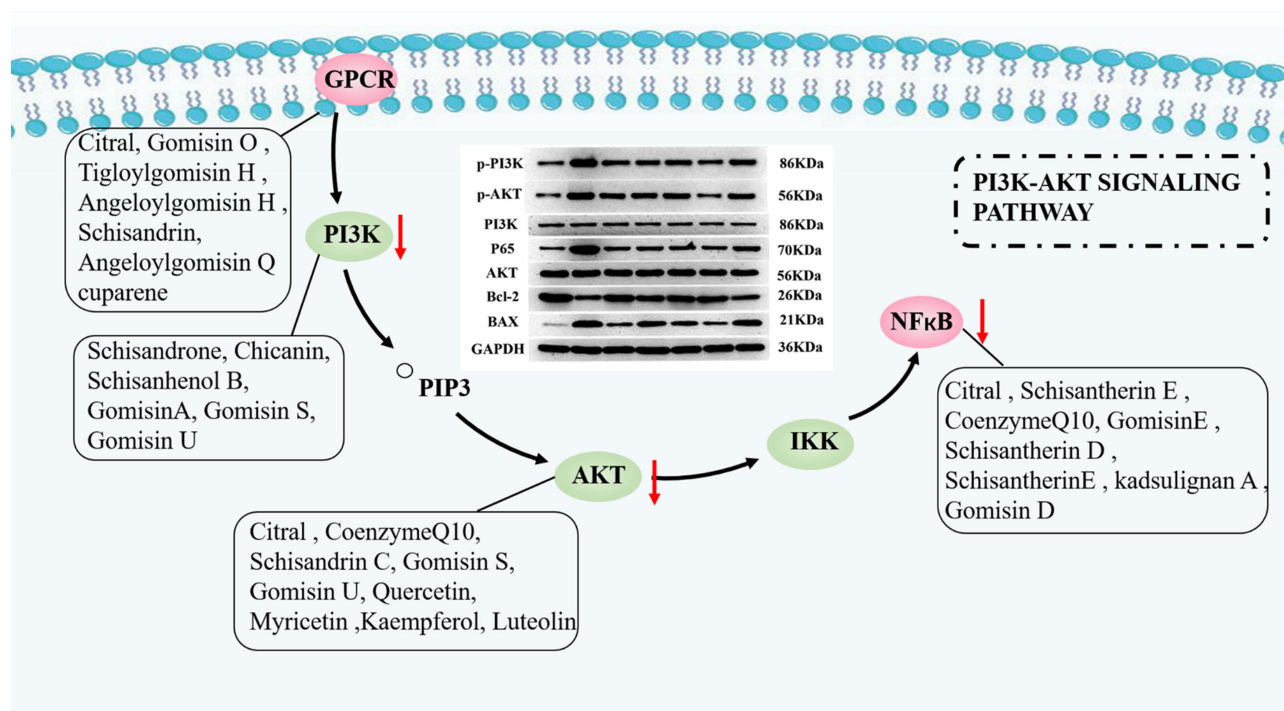 GPCR
Citral, Gomisin O ,
Tigloylgomisin H ,
Angeloylgomisin H ,
Schisandrin,
Angeloylgomisin Q
cuparene
PI3K
Schisandrone, Chicanin,
Schisanhenol B,
GomisinA, Gomisin S,
Gomisin U
PIP3
p-PI3K 86KDa
p-AKT 56KDa
PI3K 86KDa
P65 70KDa
AKT 56KDa
Bcl-2 26KDa
BAX 21KDa
GAPDH 36KDa
PI3K-AKT SIGNALING
PATHWAY
AKT
Citral , CoenzymeQ10,
Schisandrin C, Gomisin S,
Gomisin U, Quercetin,
Myricetin ,Kaempferol, Luteolin
IKK
NFκB
Citral , Schisantherin E ,
CoenzymeQ10, GomisinE ,
Schisantherin D ,
SchisantherinE , kadsulignan A ,
Gomisin D